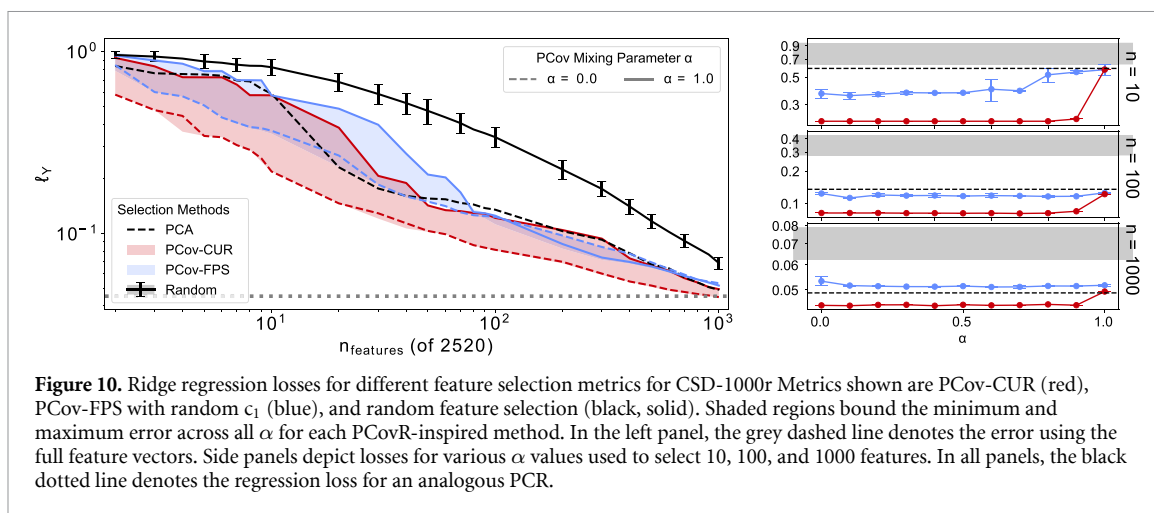 10⁰
10⁻¹
ℓY
PCov Mixing Parameter α
α = 0.0
α = 1.0
Selection Methods
PCA
PCov-CUR
PCov-FPS
Random
10¹
10²
10³
nfeatures (of 2520)
0.9
0.7
0.5
0.3
n = 10
0.4
0.3
0.1
n = 100
0.08
0.06
0.05
n = 1000
0.0
0.5
1.0
α
Figure 10. Ridge regression losses for different feature selection metrics for CSD-1000r Metrics shown are PCov-CUR (red),
PCov-FPS with random c₁ (blue), and random feature selection (black, solid). Shaded regions bound the minimum and
maximum error across all α for each PCovR-inspired method. In the left panel, the grey dashed line denotes the error using the
full feature vectors. Side panels depict losses for various α values used to select 10, 100, and 1000 features. In all panels, the black
dotted line denotes the regression loss for an analogous PCR.